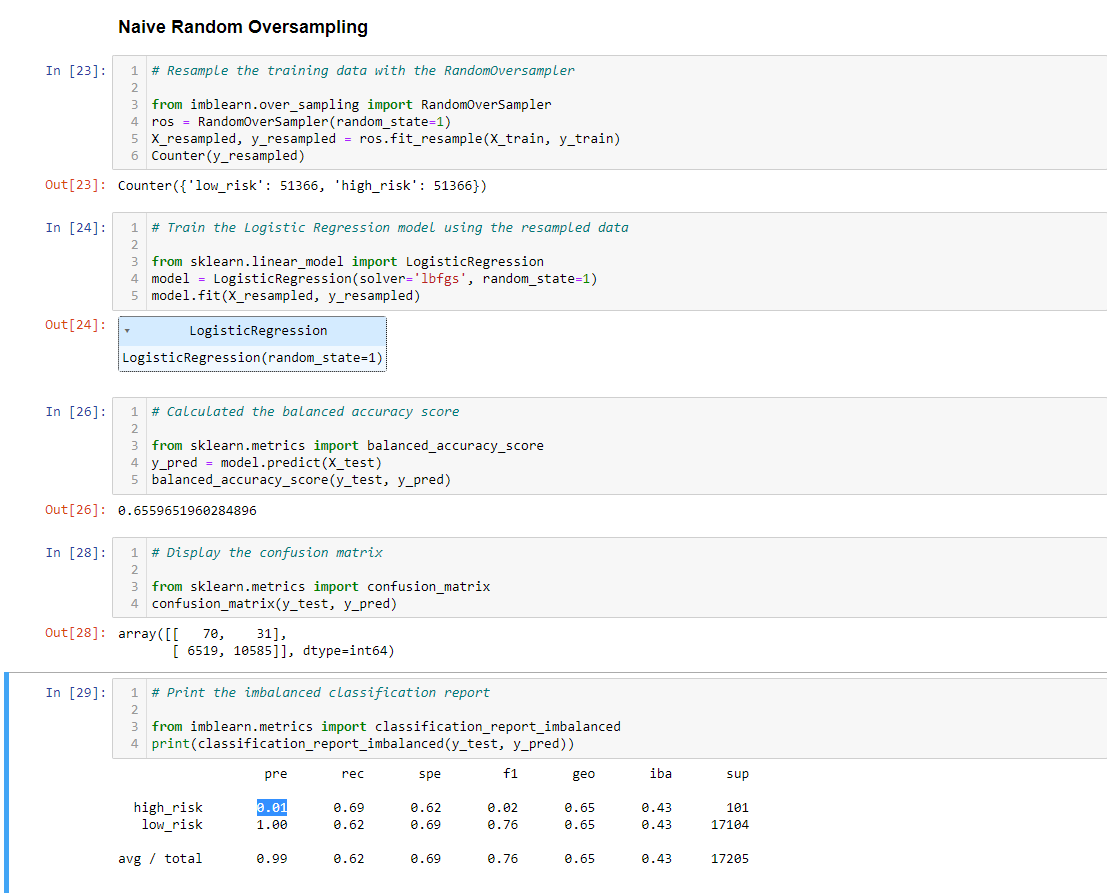 Naive Random Oversampling
In [23]:
1 # Resample the training data with the RandomOversampler
2
3 from imblearn.over_sampling import RandomOverSampler
4 ros = RandomOverSampler(random_state=1)
5 X_resampled, y_resampled = ros.fit_resample(X_train, y_train)
6 Counter(y_resampled)
Out[23]: Counter({'low_risk': 51366, 'high_risk': 51366})
In [24]:
1 # Train the Logistic Regression model using the resampled data
2
3 from sklearn.linear_model import LogisticRegression
4 model = LogisticRegression(solver='lbfgs', random_state=1)
5 model.fit(X_resampled, y_resampled)
Out[24]:
▾ LogisticRegression
LogisticRegression(random_state=1)
In [26]:
1 # Calculated the balanced accuracy score
2
3 from sklearn.metrics import balanced_accuracy_score
4 y_pred = model.predict(X_test)
5 balanced_accuracy_score(y_test, y_pred)
Out[26]: 0.6559651960284896
In [28]:
1 # Display the confusion matrix
2
3 from sklearn.metrics import confusion_matrix
4 confusion_matrix(y_test, y_pred)
Out[28]: array([[   70,    31],
       [ 6519, 10585]], dtype=int64)
In [29]:
1 # Print the imbalanced classification report
2
3 from imblearn.metrics import classification_report_imbalanced
4 print(classification_report_imbalanced(y_test, y_pred))
pre rec spe f1 geo iba sup
high_risk 0.01 0.69 0.62 0.02 0.65 0.43 101
low_risk 1.00 0.62 0.69 0.76 0.65 0.43 17104
avg / total 0.99 0.62 0.69 0.76 0.65 0.43 17205